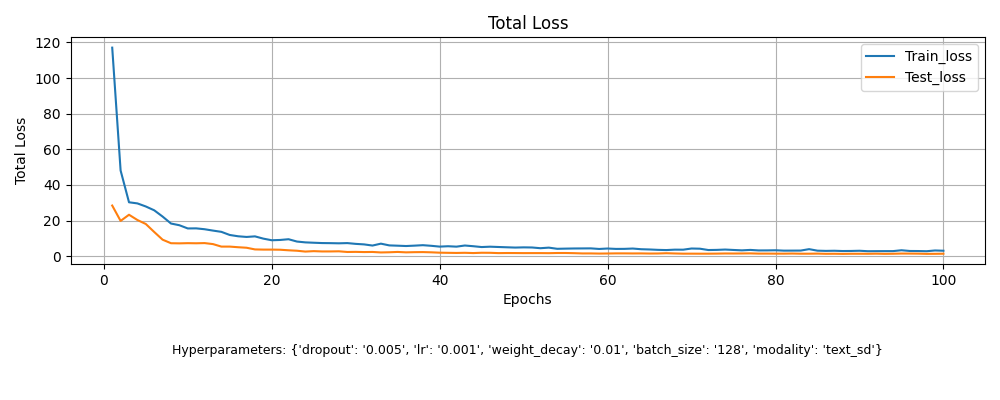 Total Loss
120
100
80
60
40
20
0
Total Loss
Train_loss
Test_loss
0 20 40 60 80 100
Epochs
Hyperparameters: {'dropout': '0.005', 'lr': '0.001', 'weight_decay': '0.01', 'batch_size': '128', 'modality': 'text_sd'}